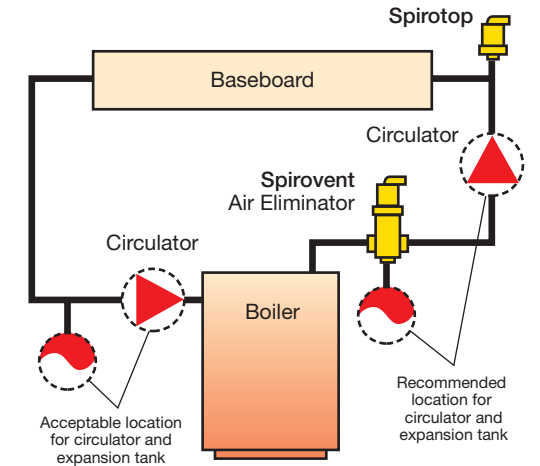 Spirotop
Baseboard
Circulator
Spirovent
Air Eliminator
Circulator
Boiler
Recommended
location for
circulator and
expansion tank
Acceptable location
for circulator and
expansion tank